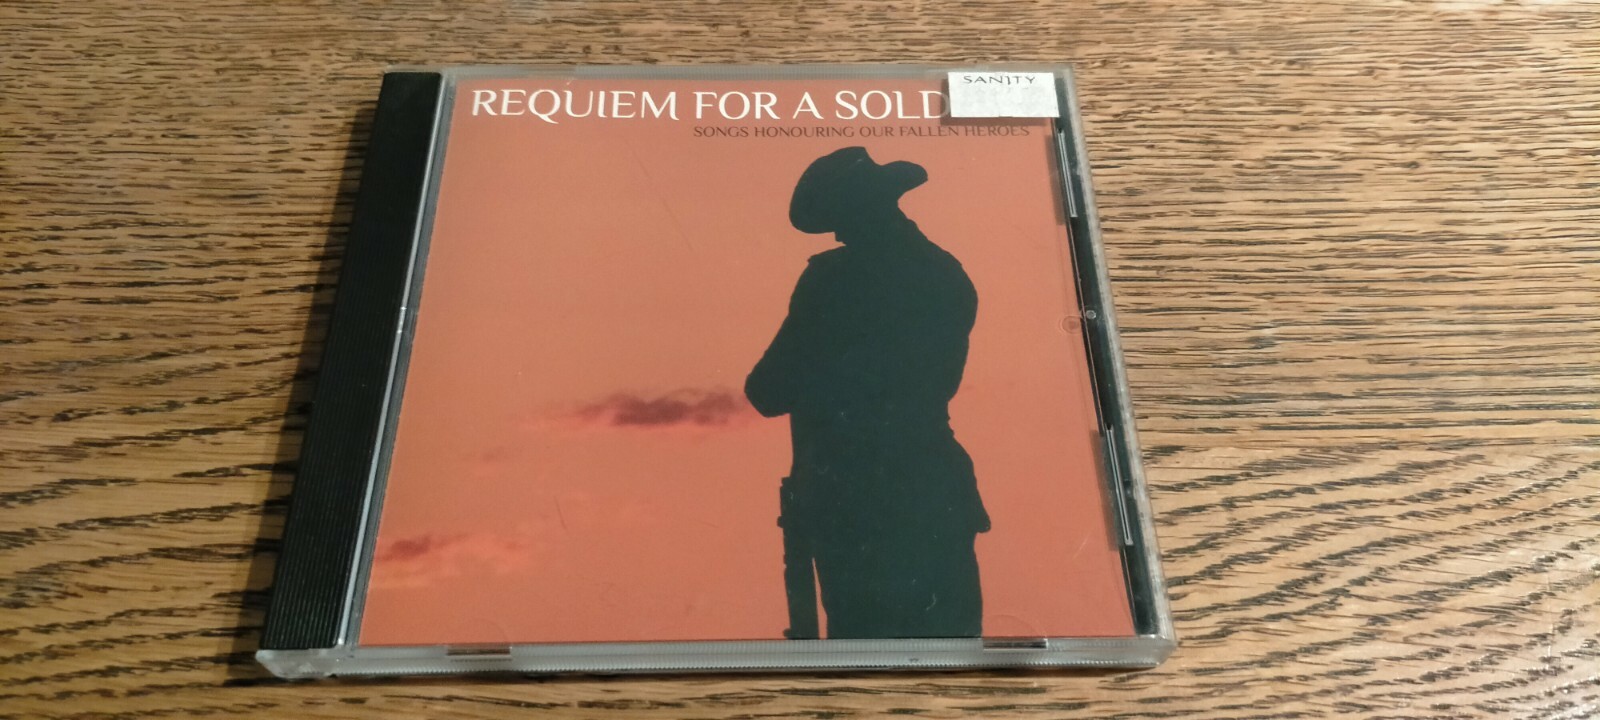 SANITY
REQUIEM FOR A SOLD
SONGS HONOURING OUR FALLEN HEROES